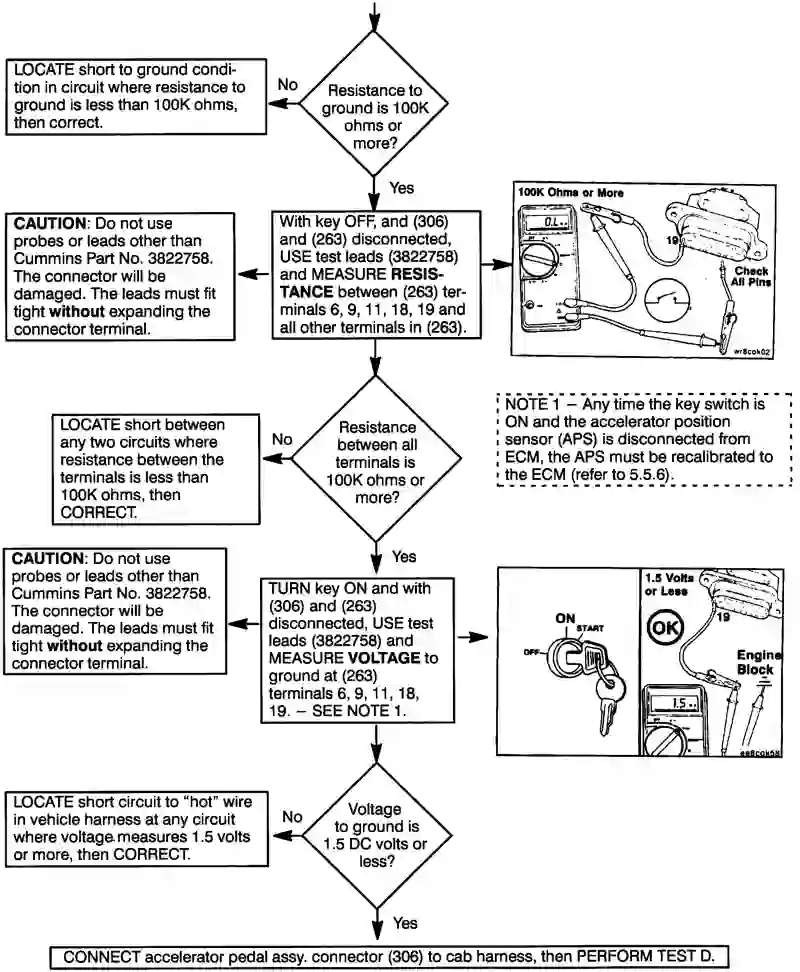 LOCATE short to ground condi-
tion in circuit where resistance to
ground is less than 100K ohms,
then correct.
No
Resistance to
ground is 100K
ohms or
more?
Yes
CAUTION: Do not use
probes or leads other than
Cummins Part No. 3822758.
The connector will be
damaged. The leads must fit
tight without expanding the
connector terminal.
With key OFF, and (306)
and (263) disconnected,
USE test leads (3822758)
and MEASURE RESIS-
TANCE between (263) ter-
minals 6, 9, 11, 18, 19 and
all other terminals in (263).
100K Ohms or More
0.L
19
Check
All Pins
wr8cok02
LOCATE short between
any two circuits where
resistance between the
terminals is less than
100K ohms, then
CORRECT.
No
Resistance
between all
terminals is
100K ohms or
more?
Yes
NOTE 1 – Any time the key switch is
ON and the accelerator position
sensor (APS) is disconnected from
ECM, the APS must be recalibrated to
the ECM (refer to 5.5.6).
CAUTION: Do not use
probes or leads other than
Cummins Part No. 3822758.
The connector will be
damaged. The leads must fit
tight without expanding the
connector terminal.
TURN key ON and with
(306) and (263)
disconnected, USE test
leads (3822758) and
MEASURE VOLTAGE to
ground at (263)
terminals 6, 9, 11, 18,
19. – SEE NOTE 1.
ON
START
OFF
1.5 Volts
or Less
19
OK
Engine
Block
1.5
ee8cok58
LOCATE short circuit to “hot” wire
in vehicle harness at any circuit
where voltage measures 1.5 volts
or more, then CORRECT.
No
Voltage
to ground is
1.5 DC volts or
less?
Yes
CONNECT accelerator pedal assy. connector (306) to cab harness, then PERFORM TEST D.